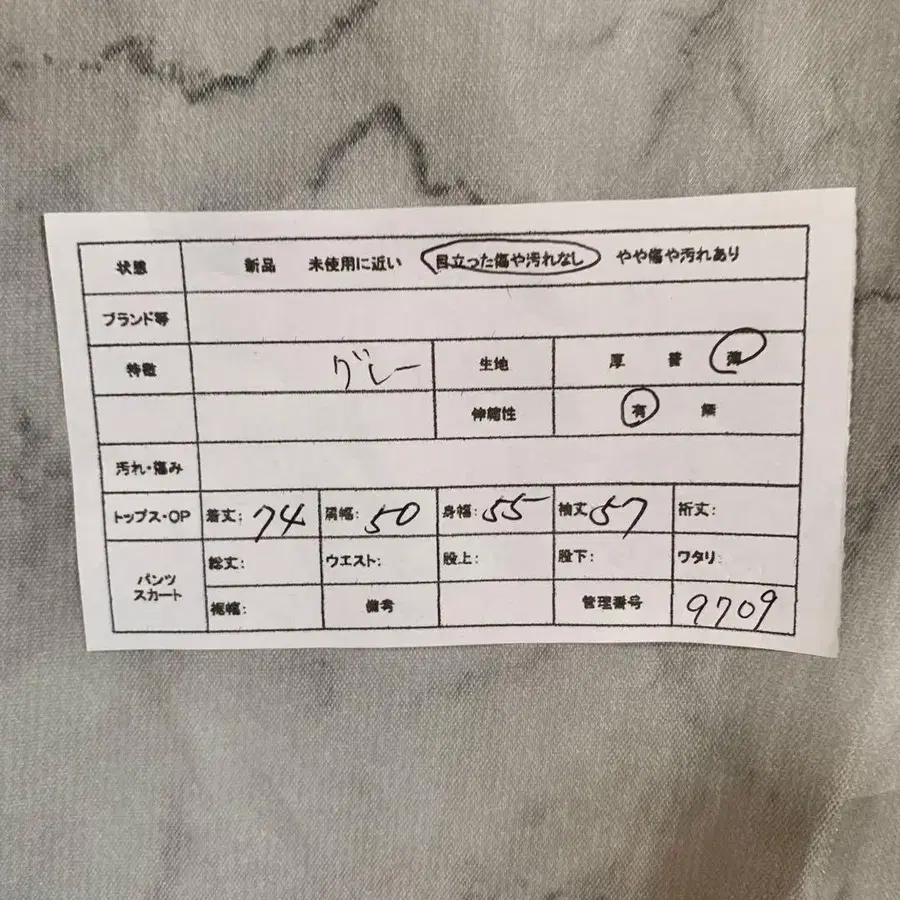 状態 新品 未使用に近い 目立った傷や汚れなし やや傷や汚れあり
ブランド等
特徴 グレー 生地 厚 普 薄
伸縮性 有 無
汚れ・傷み
トップス・OP 着丈: 74 肩幅: 50 身幅: 55 袖丈 57 裄丈:
パンツ スカート 総丈: ウエスト: 股上: 股下: ワタリ:
裾幅: 備考 管理番号 9709